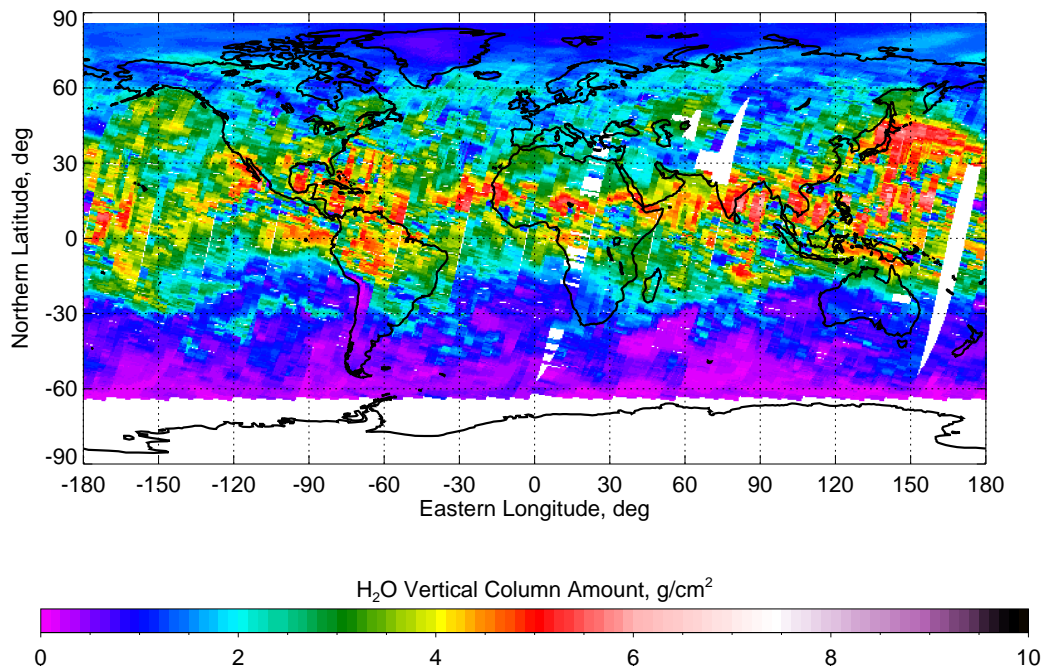 90
60
30
0
-30
-60
-90
Northern Latitude, deg
-180 -150 -120 -90 -60 -30 0 30 60 90 120 150 180
Eastern Longitude, deg
H₂O Vertical Column Amount, g/cm²
0 2 4 6 8 10